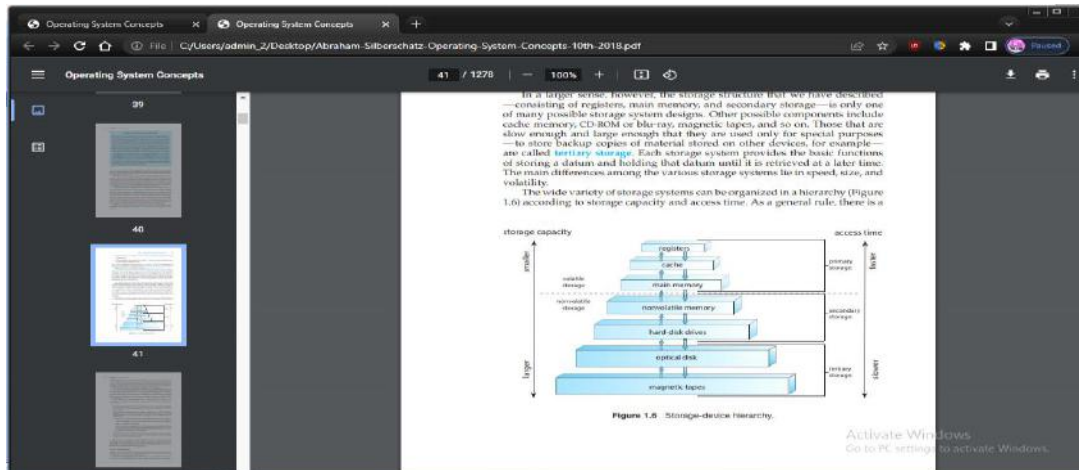 Operating System Concepts
Operating System Concepts
File
C:/Users/admin_2/Desktop/Abraham-Silberschatz-Operating-System-Concepts-10th-2018.pdf
Paused
Operating System Concepts
41 / 1278
100%
39
40
41
In a larger sense, however, the storage structure that we have described
—consisting of registers, main memory, and secondary storage—is only one
of many possible storage system designs. Other possible components include
cache memory, CD-ROM or blu-ray, magnetic tapes, and so on. Those that are
slow enough and large enough that they are used only for special purposes
—to store backup copies of material stored on other devices, for example—
are called tertiary storage. Each storage system provides the basic functions
of storing a datum and holding that datum until it is retrieved at a later time.
The main differences among the various storage systems lie in speed, size, and
volatility.
The wide variety of storage systems can be organized in a hierarchy (Figure
1.6) according to storage capacity and access time. As a general rule, there is a
storage capacity
access time
smaller
larger
volatile
storage
nonvolatile
storage
registers
cache
main memory
nonvolatile memory
hard-disk drives
optical disk
magnetic tapes
primary
storage
secondary
storage
tertiary
storage
faster
slower
Figure 1.6 Storage-device hierarchy.
Activate Windows
Go to PC settings to activate Windows.